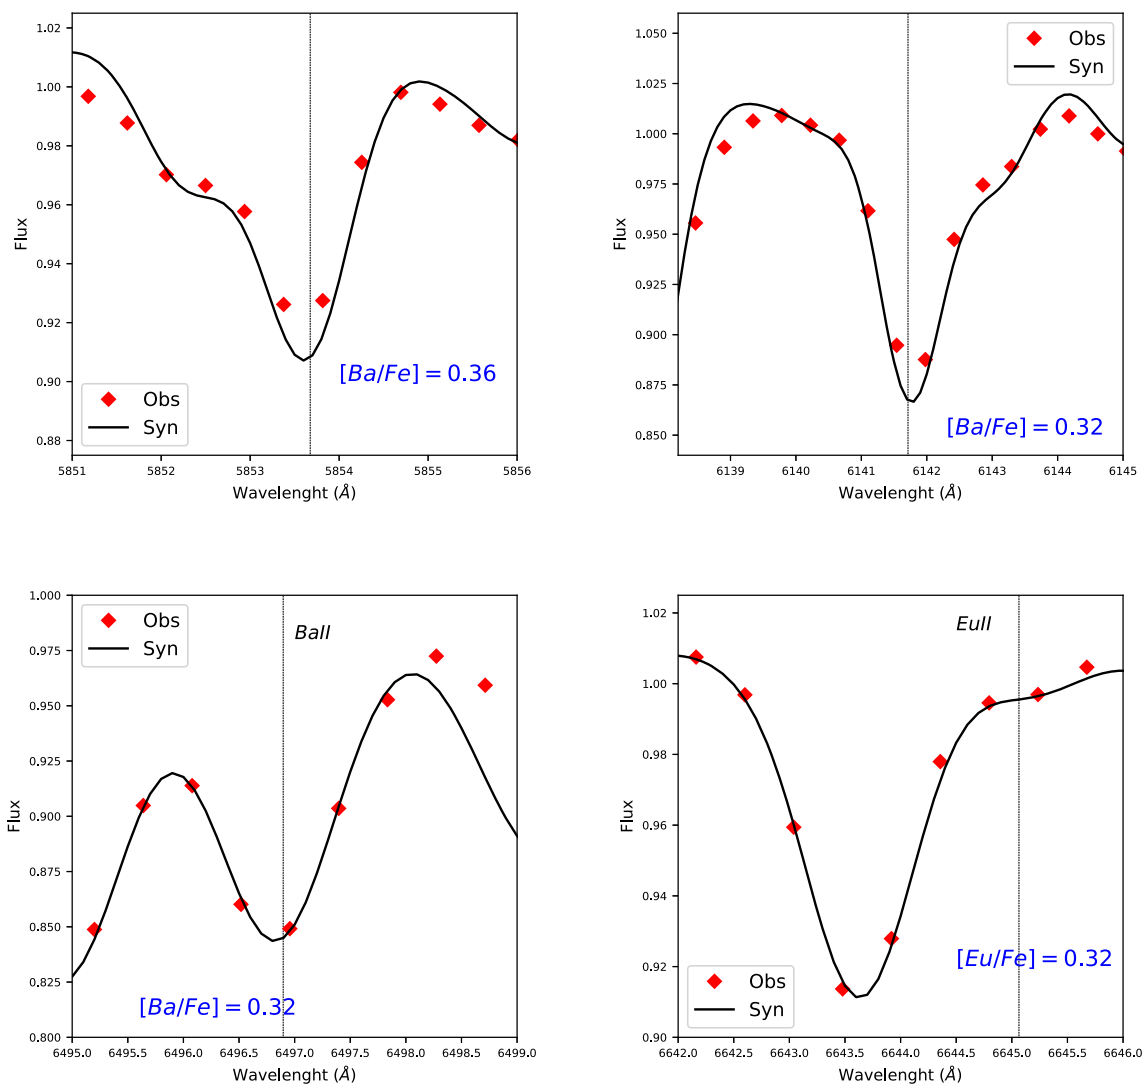 1.02
1.00
0.98
0.96
0.94
0.92
0.90
0.88
Flux
[Ba/Fe] = 0.36
Obs
Syn
5851 5852 5853 5854 5855 5856
Wavelenght (Å)
1.050
1.025
1.000
0.975
0.950
0.925
0.900
0.875
0.850
Flux
Obs
Syn
[Ba/Fe] = 0.32
6139 6140 6141 6142 6143 6144 6145
Wavelenght (Å)
1.000
0.975
0.950
0.925
0.900
0.875
0.850
0.825
0.800
Flux
Obs
Syn
BaII
[Ba/Fe] = 0.32
6495.0 6495.5 6496.0 6496.5 6497.0 6497.5 6498.0 6498.5 6499.0
Wavelenght (Å)
1.02
1.00
0.98
0.96
0.94
0.92
0.90
Flux
EuII
[Eu/Fe] = 0.32
Obs
Syn
6642.0 6642.5 6643.0 6643.5 6644.0 6644.5 6645.0 6645.5 6646.0
Wavelenght (Å)